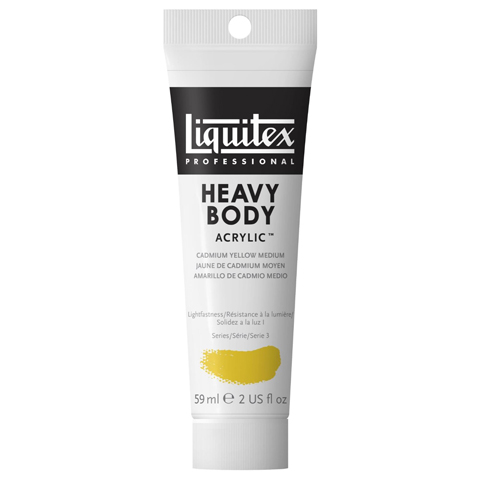 Liquitex
PROFESSIONAL
HEAVY
BODY
ACRYLIC™
CADMIUM YELLOW MEDIUM
JAUNE DE CADMIUM MOYEN
AMARILLO DE CADMIO MEDIO
Lightfastness/Résistance à la lumière/
Solidez a la luz I
Series/Série/Serie 3
59 ml ℮ 2 US fl oz